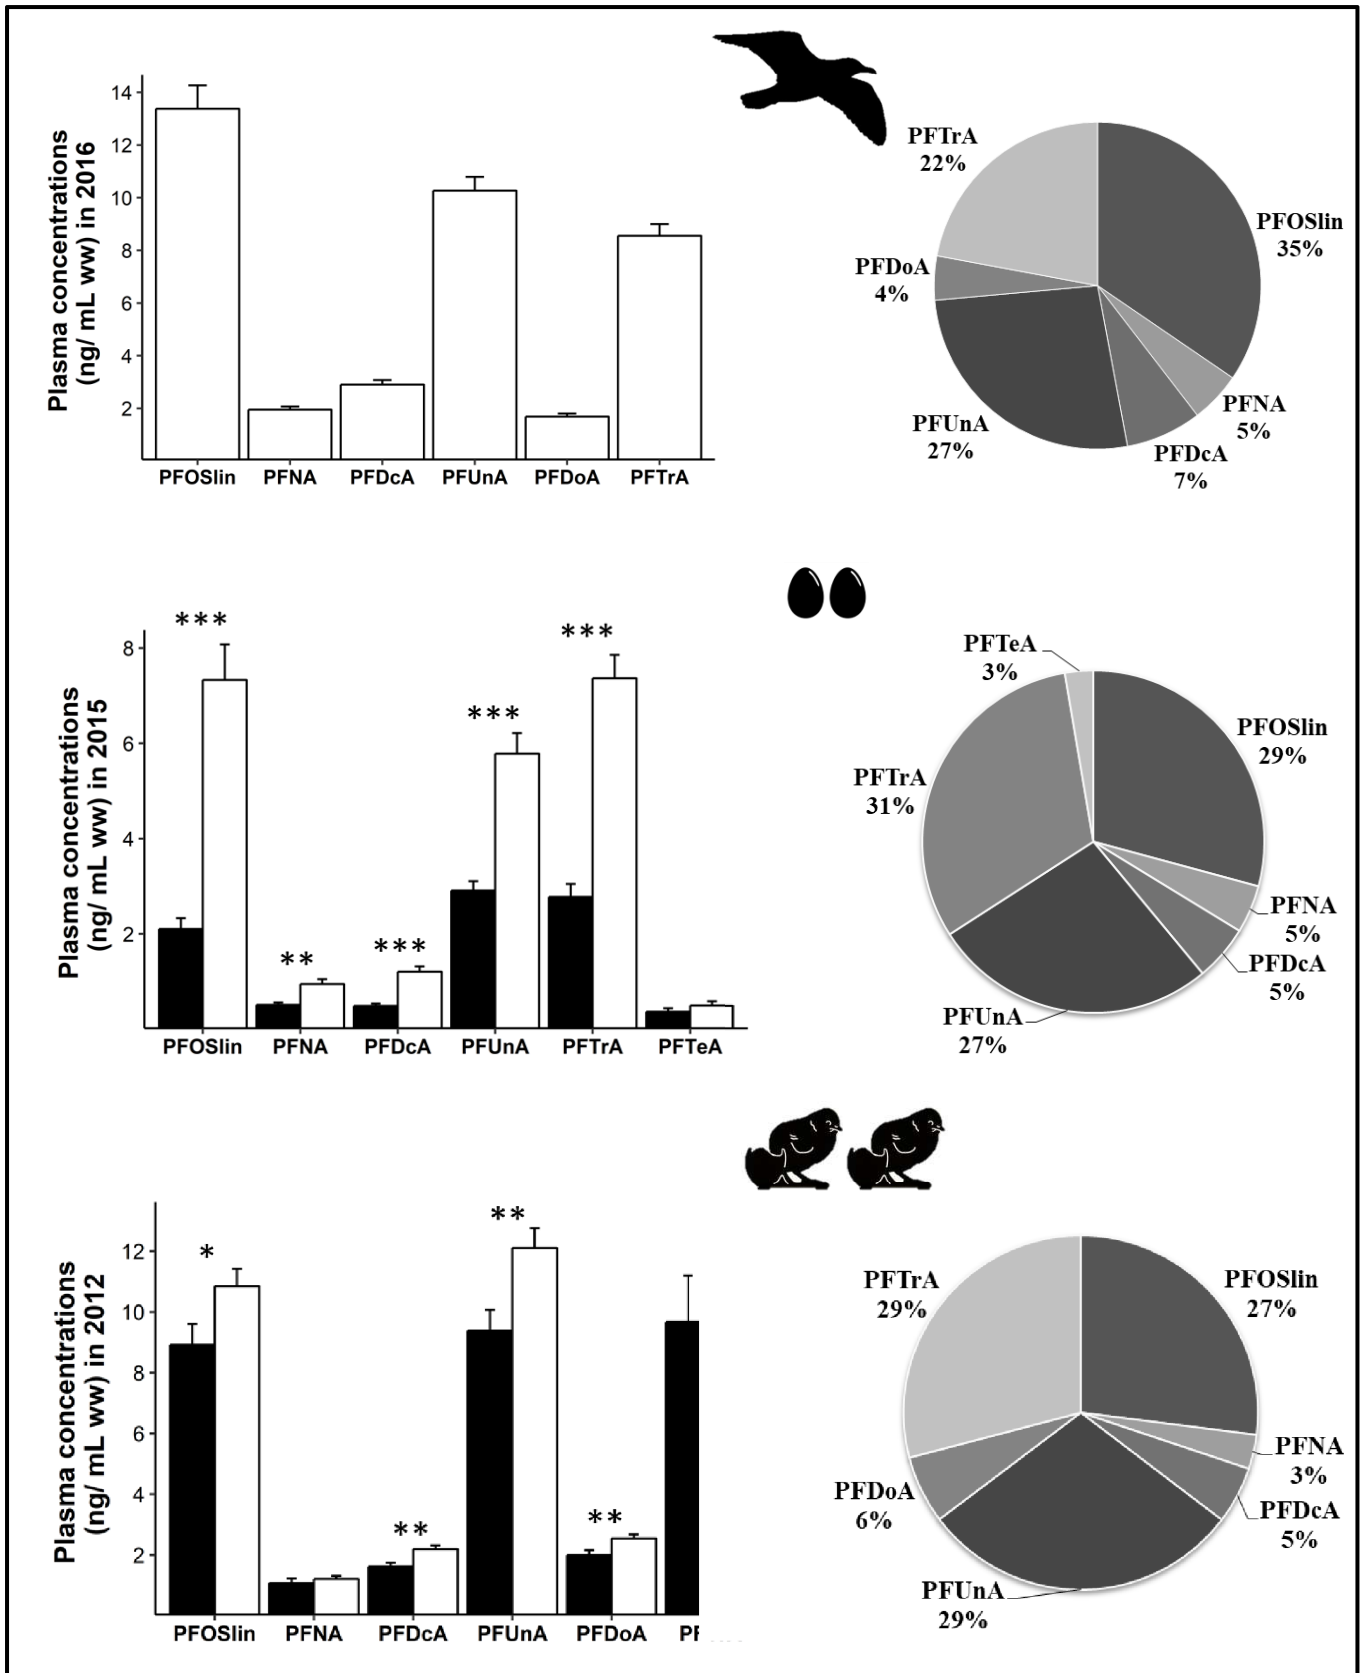 Plasma concentrations
(ng/ mL ww) in 2016
14
12
10
8
6
4
2
PFOSlin PFNA PFDcA PFUnA PFDoA PFTrA
PFTrA
22%
PFOSlin
35%
PFDoA
4%
PFNA
5%
PFUnA
27%
PFDcA
7%
Plasma concentrations
(ng/ mL ww) in 2015
8
6
4
2
***
**
***
***
***
PFOSlin PFNA PFDcA PFUnA PFTrA PFTeA
PFTeA
3%
PFOSlin
29%
PFTrA
31%
PFNA
5%
PFDcA
5%
PFUnA
27%
Plasma concentrations
(ng/ mL ww) in 2012
12
10
8
6
4
2
*
**
**
**
PFOSlin PFNA PFDcA PFUnA PFDoA
PFTrA
29%
PFOSlin
27%
PFNA
3%
PFDoA
6%
PFDcA
5%
PFUnA
29%